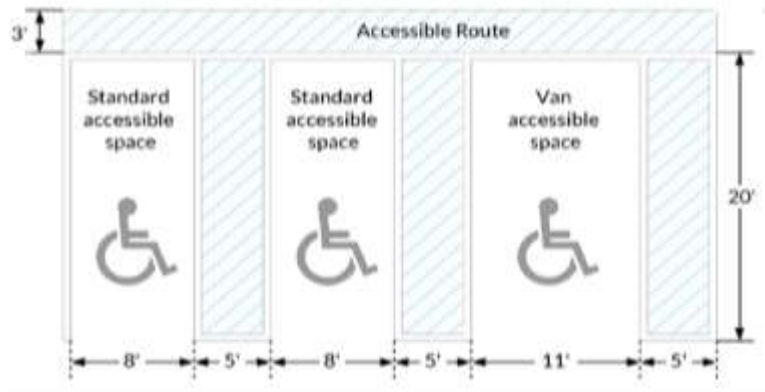 3'
Accessible Route
Standard
accessible
space
Standard
accessible
space
Van
accessible
space
20'
8'
5'
8'
5'
11'
5'